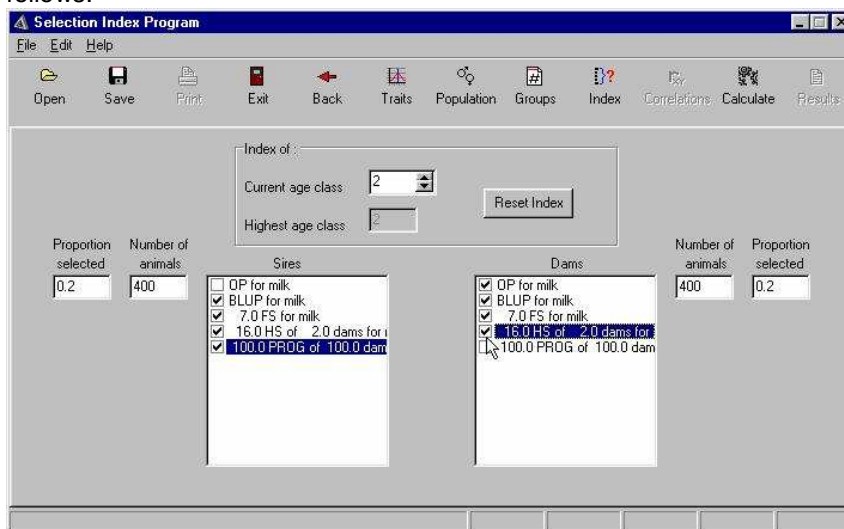 Selection Index Program
File Edit Help
Open Save Print Exit Back Traits Population Groups Index Correlations Calculate Results
Index of :
Current age class 2
Reset Index
Highest age class 2
Proportion selected
0.2
Number of animals
400
Sires
OP for milk
BLUP for milk
7.0 FS for milk
16.0 HS of 2.0 dams for
100.0 PROG of 100.0 dam
Dams
OP for milk
BLUP for milk
7.0 FS for milk
16.0 HS of 2.0 dams for
100.0 PROG of 100.0 dam
Number of animals
400
Proportion selected
0.2